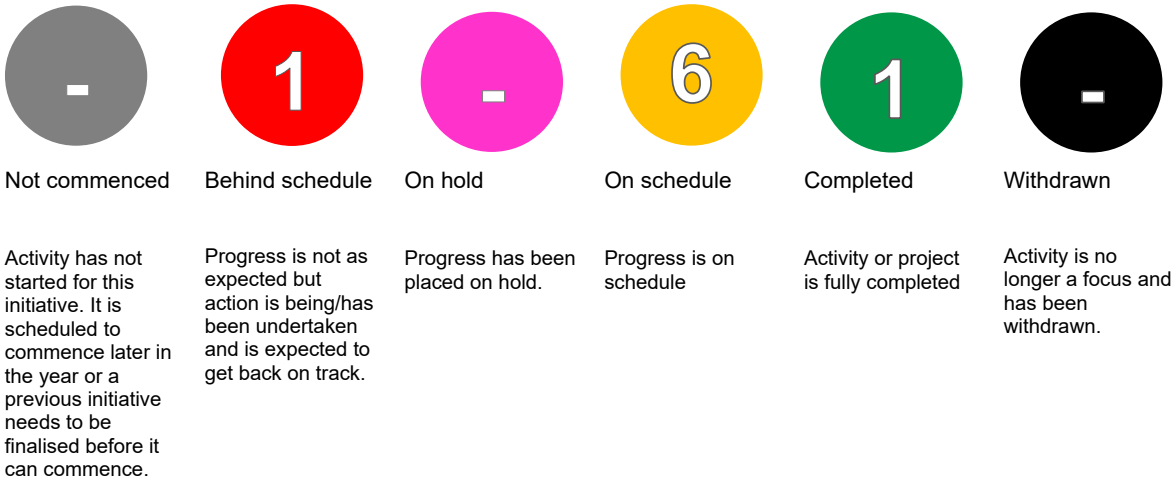 -
1
-
6
1
-
Not commenced
Behind schedule
On hold
On schedule
Completed
Withdrawn
Activity has not
started for this
initiative. It is
scheduled to
commence later in
the year or a
previous initiative
needs to be
finalised before it
can commence.
Progress is not as
expected but
action is being/has
been undertaken
and is expected to
get back on track.
Progress has been
placed on hold.
Progress is on
schedule
Activity or project
is fully completed
Activity is no
longer a focus and
has been
withdrawn.